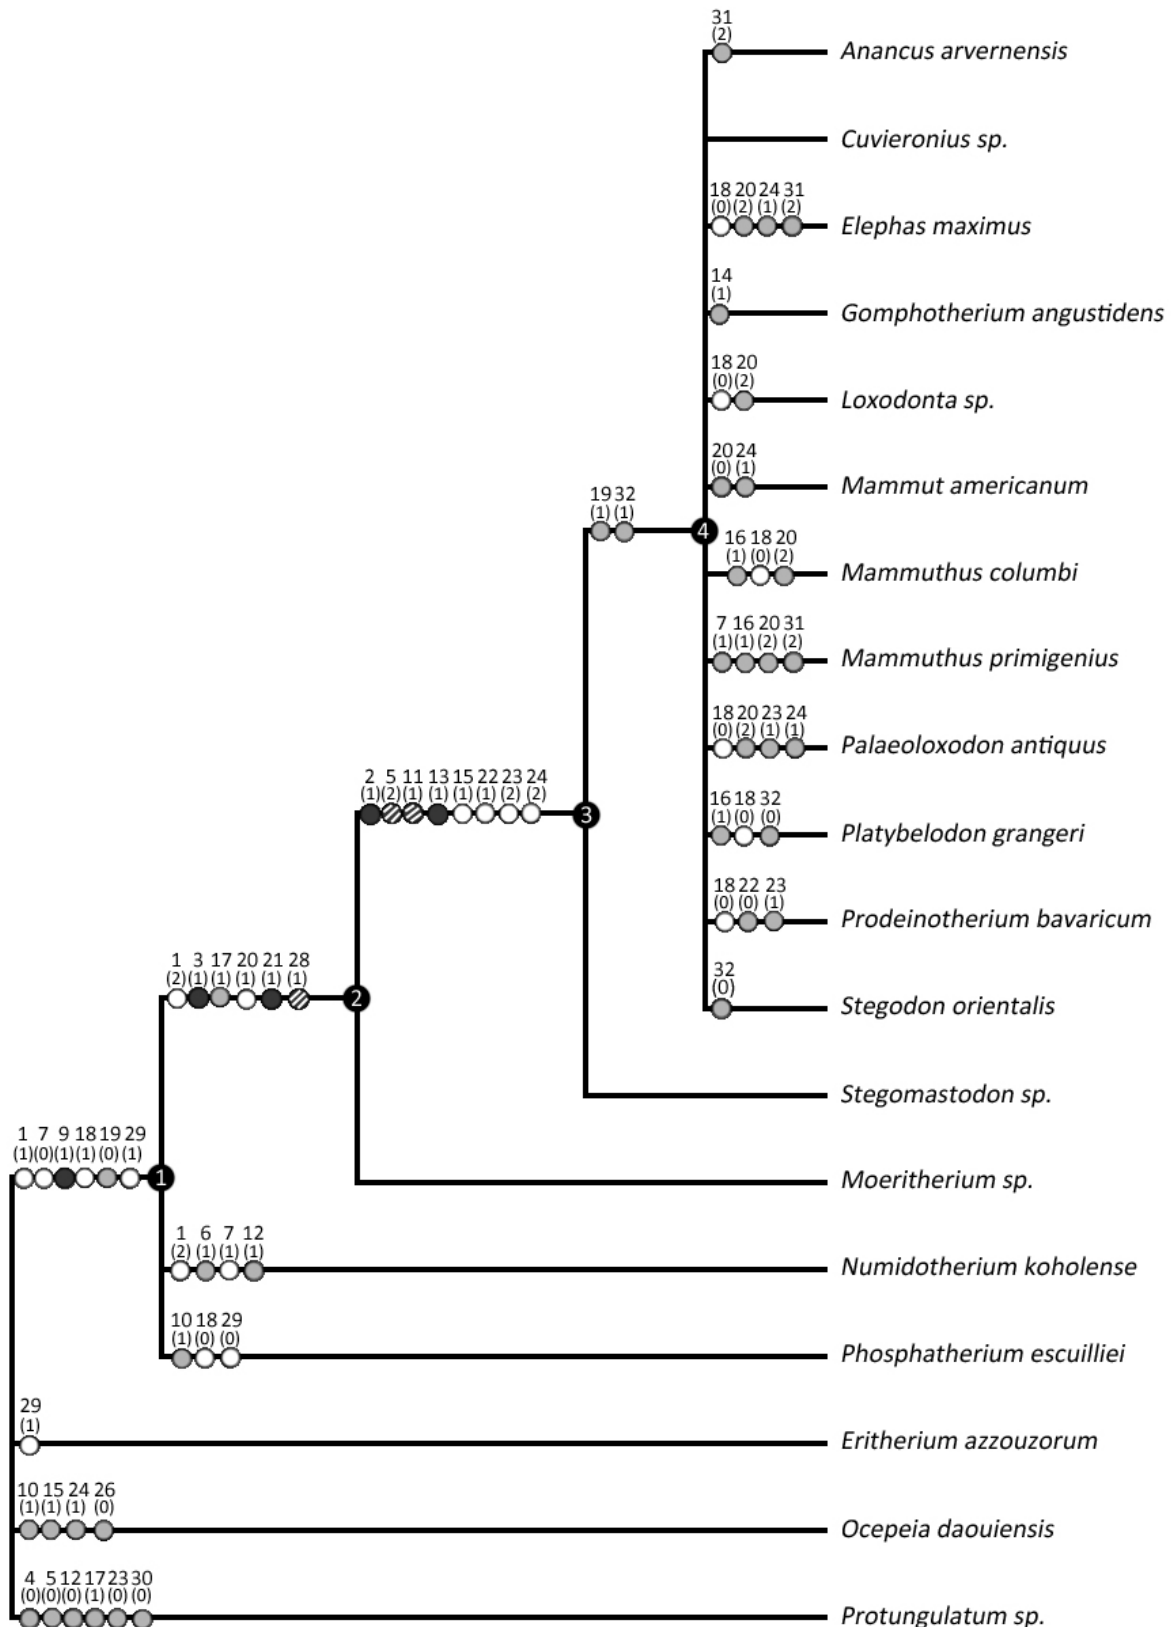 31
(2)
Anancus arvernensis
Cuvieronius sp.
18 20 24 31
(0)(2) (1) (2)
Elephas maximus
14
(1)
Gomphotherium angustidens
18 20
(0)(2)
Loxodonta sp.
20 24
(0) (1)
Mammut americanum
19 32
(1) (1)
4
16 18 20
(1) (0) (2)
Mammuthus columbi
7 16 20 31
(1)(1) (2) (2)
Mammuthus primigenius
18 20 23 24
(0)(2) (1) (1)
Palaeoloxodon antiquus
2 5 11 13 15 22 23 24
(1)(2)(1) (1) (1) (1) (2) (2)
3
16 18 32
(1)(0) (0)
Platybelodon grangeri
18 22 23
(0) (0) (1)
Prodeinotherium bavaricum
1 3 17 20 21 28
(2) (1) (1) (1) (1) (1)
2
32
(0)
Stegodon orientalis
Stegomastodon sp.
1 7 9 18 19 29
(1)(0)(1)(1)(0)(1)
1
Moeritherium sp.
1 6 7 12
(2) (1) (1) (1)
Numidotherium koholense
10 18 29
(1) (0) (0)
Phosphatherium escuilliei
29
(1)
Eritherium azzouzorum
10 15 24 26
(1)(1) (1) (0)
Ocepeia daouiensis
4 5 12 17 23 30
(0)(0)(0)(1)(0)(0)
Protungulatum sp.